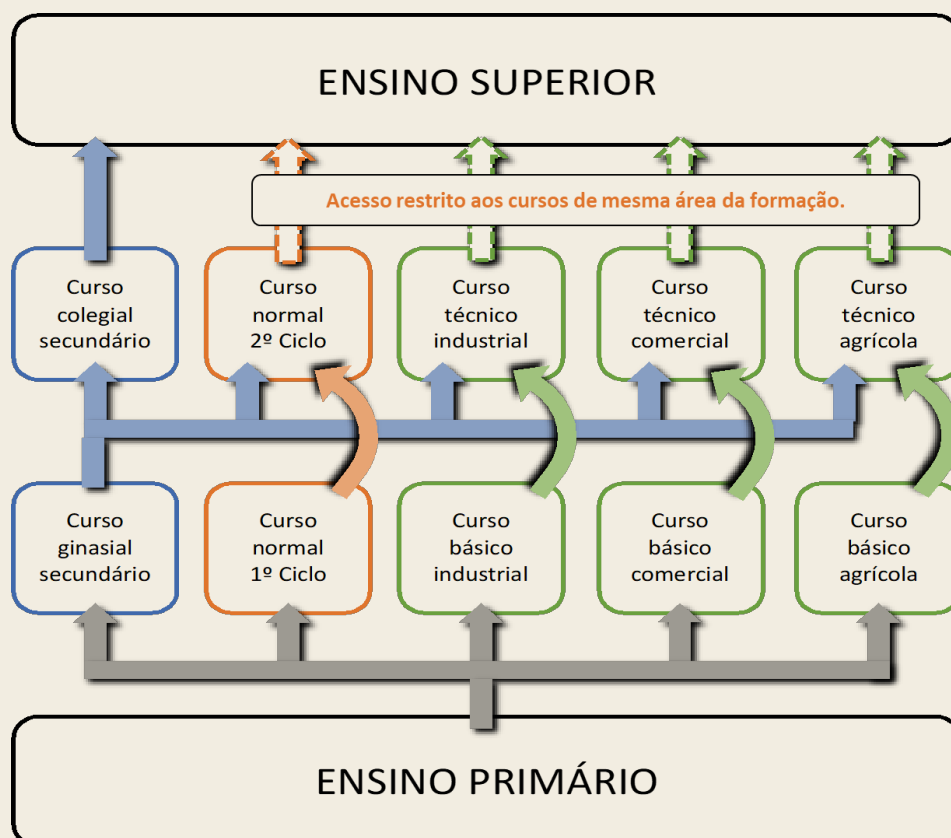 ENSINO SUPERIOR
Acesso restrito aos cursos de mesma área da formação.
Curso
colegial
secundário
Curso
normal
2º Ciclo
Curso
técnico
industrial
Curso
técnico
comercial
Curso
técnico
agrícola
Curso
ginasial
secundário
Curso
normal
1º Ciclo
Curso
básico
industrial
Curso
básico
comercial
Curso
básico
agrícola
ENSINO PRIMÁRIO